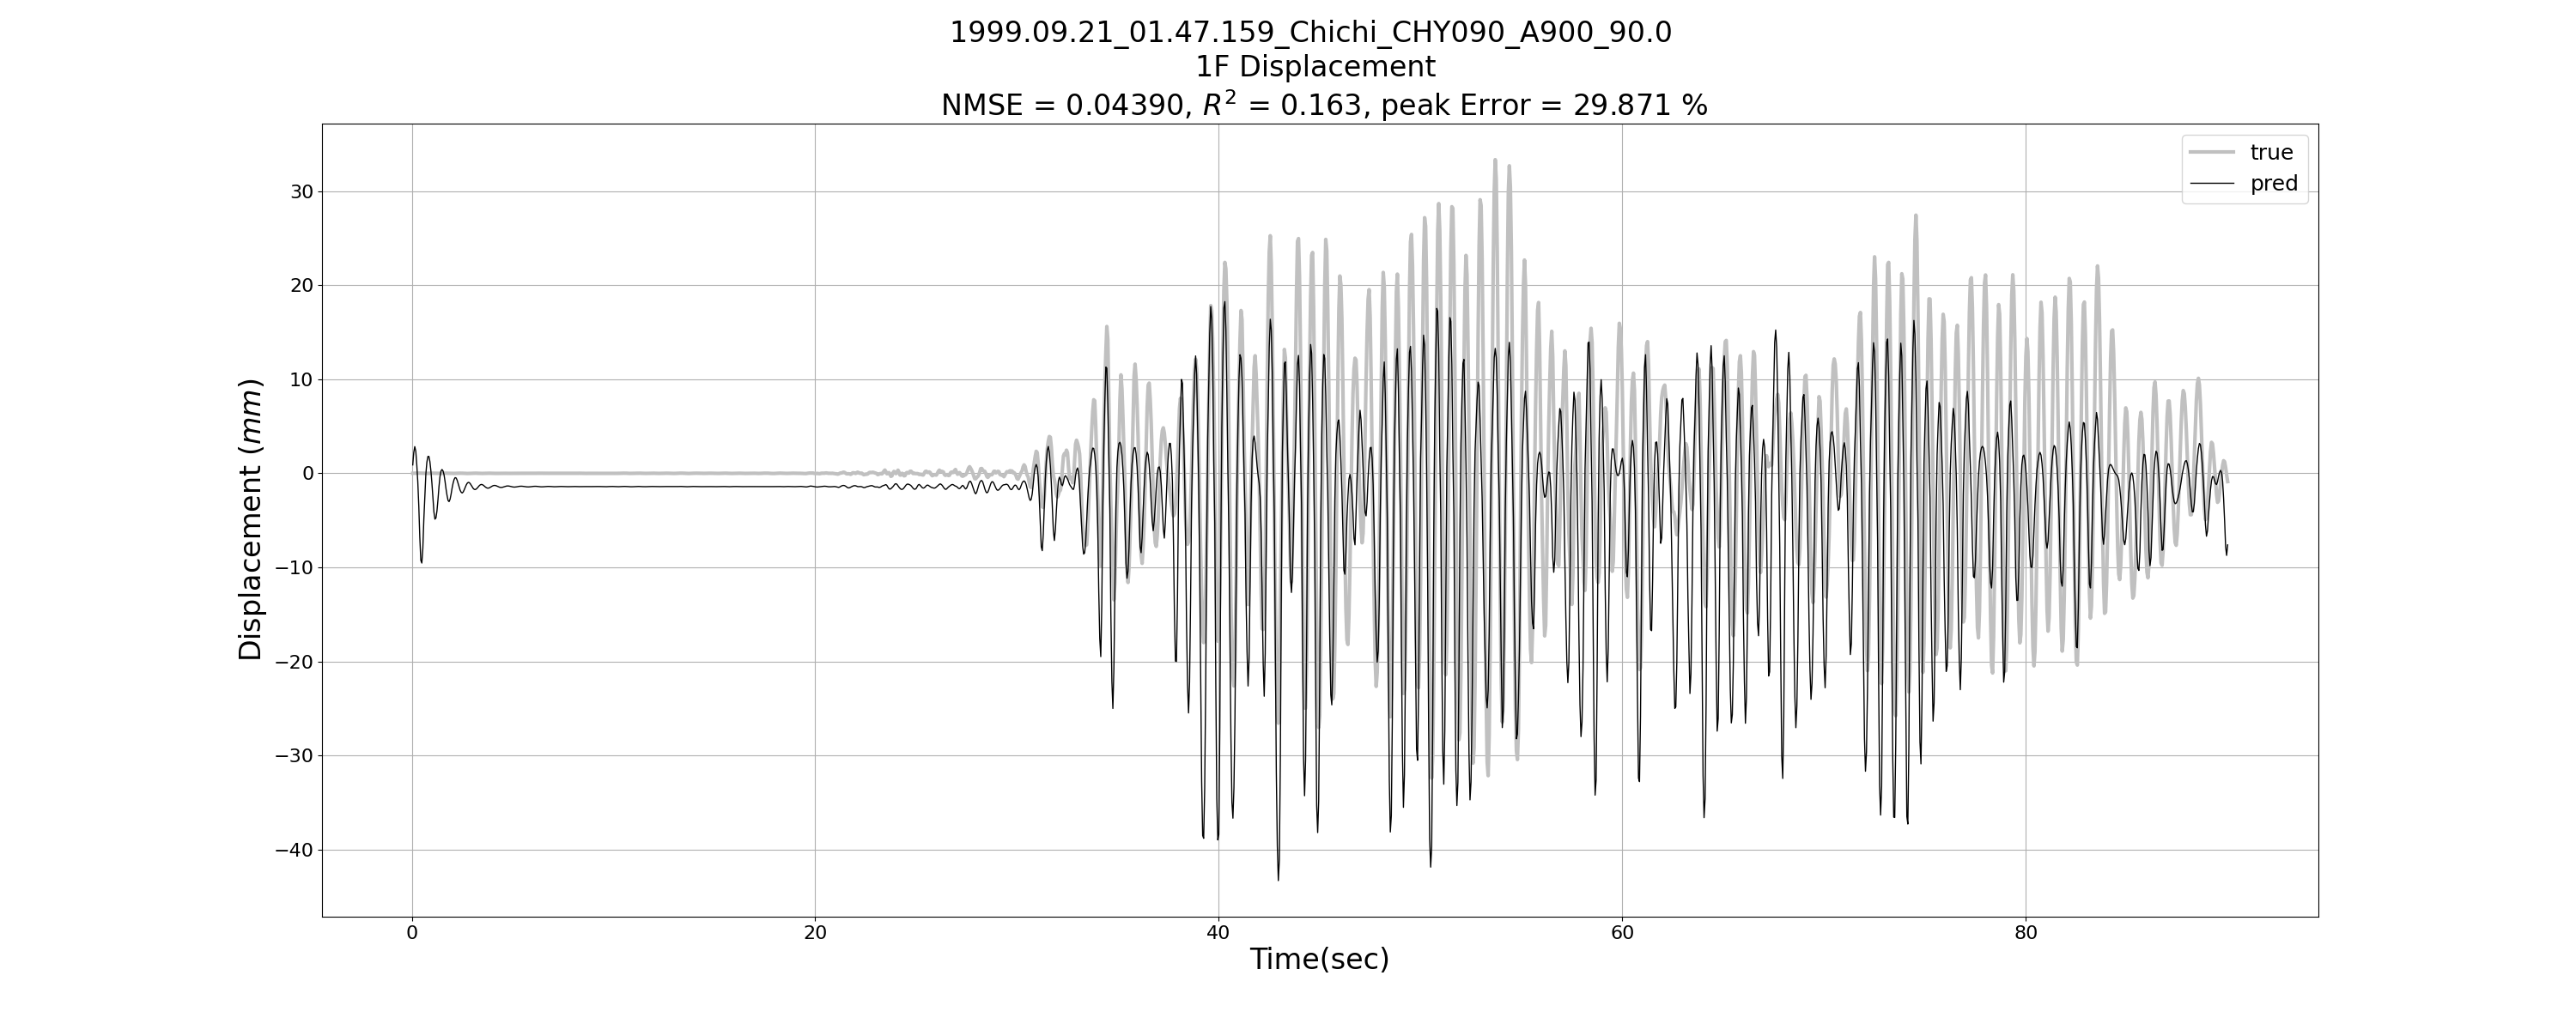 1999.09.21_01.47.159_Chichi_CHY090_A900_90.0
1F Displacement
NMSE = 0.04390, R² = 0.163, peak Error = 29.871 %
true
pred
30
20
10
0
−10
−20
−30
−40
Displacement (mm)
0 20 40 60 80
Time(sec)